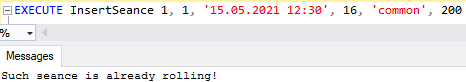 EXECUTE InsertSeance 1, 1, '15.05.2021 12:30', 16, 'common', 200
%
Messages
Such seance is already rolling!